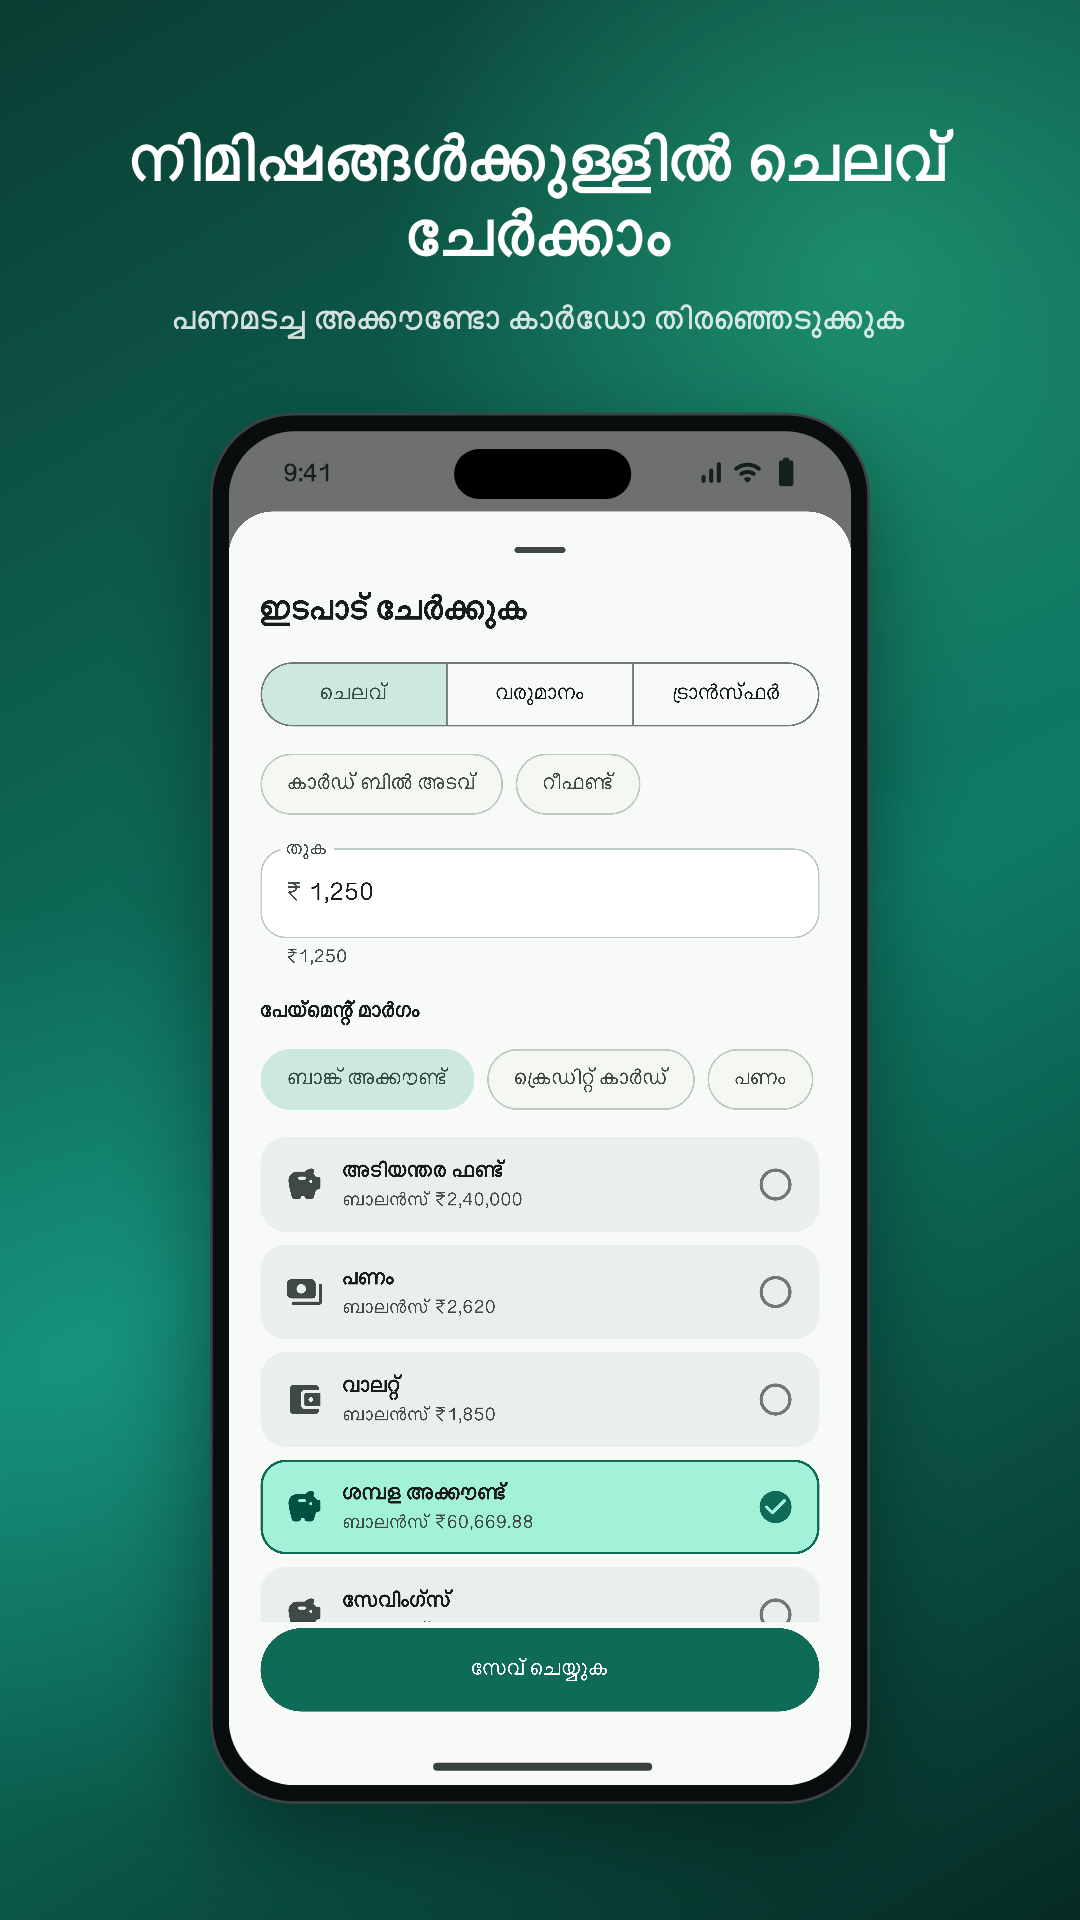 നിമിഷങ്ങൾക്കുള്ളിൽ ചെലവ്
ചേർക്കാം
പണമടച്ച അക്കൗണ്ടോ കാർഡോ തിരഞ്ഞെടുക്കുക
9:41
ഇടപാട് ചേർക്കുക
ചെലവ് വരുമാനം ട്രാൻസ്ഫർ
കാർഡ് ബിൽ അടവ് റീഫണ്ട്
തുക
₹ 1,250
₹1,250
പേയ്മെന്റ് മാർഗം
ബാങ്ക് അക്കൗണ്ട് ക്രെഡിറ്റ് കാർഡ് പണം
അടിയന്തര ഫണ്ട്
ബാലൻസ് ₹2,40,000
പണം
ബാലൻസ് ₹2,620
വാലറ്റ്
ബാലൻസ് ₹1,850
ശമ്പള അക്കൗണ്ട്
ബാലൻസ് ₹60,669.88
സേവിംഗ്സ്
സേവ് ചെയ്യുക